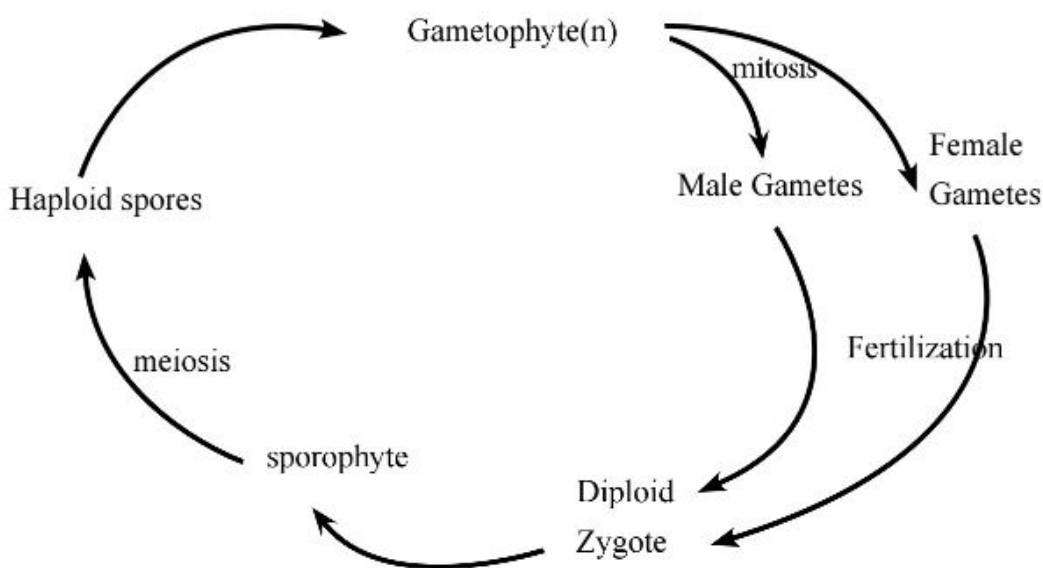 Gametophyte(n)
mitosis
Female
Gametes
Male Gametes
Haploid spores
Fertilization
meiosis
sporophyte
Diploid
Zygote